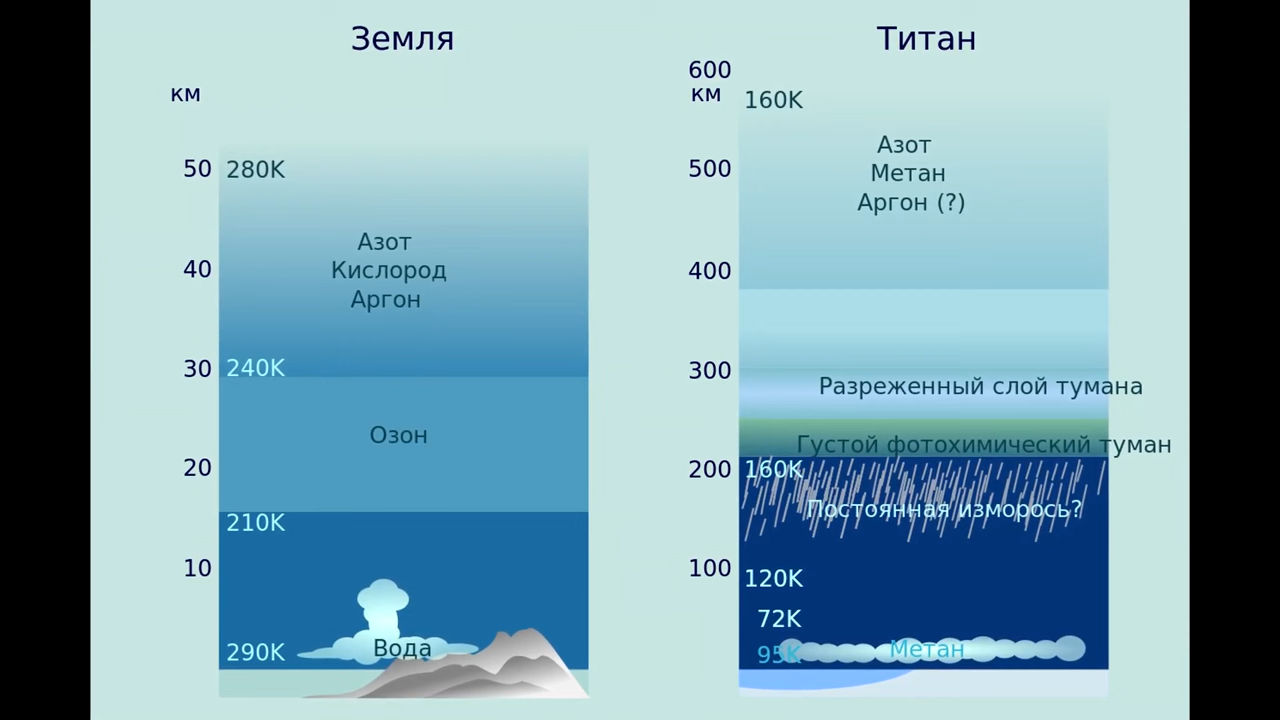 Земля
км
50
280K
Азот
Кислород
Аргон
40
30
240K
Озон
20
210K
10
290K
Вода
Титан
600
км
160K
Азот
Метан
Аргон (?)
500
400
300
Разреженный слой тумана
Густой фотохимический туман
200
160K
Постоянная изморось?
100
120K
72K
95K
Метан